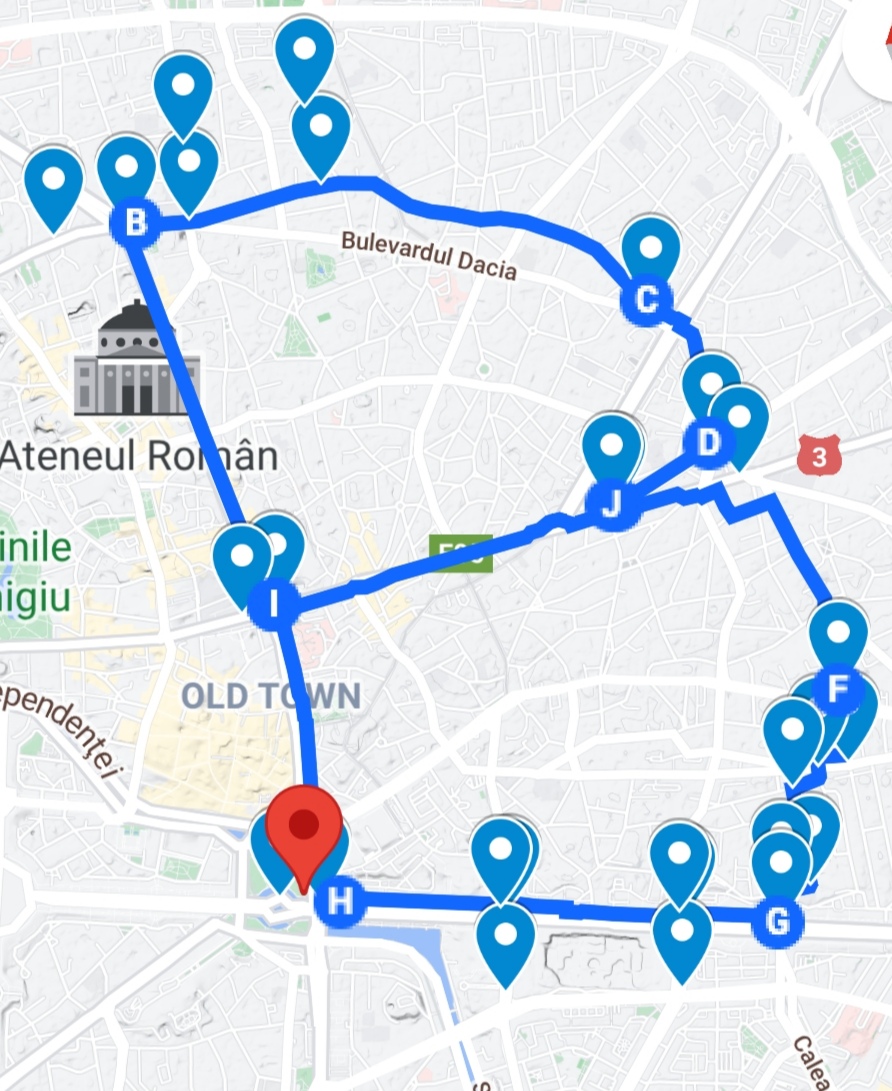 B
Bulevardul Dacia
C
Ateneul Român
D
3
J
inile
nigiu
I
OLD TOWN
ependenței
F
H
G
Calea